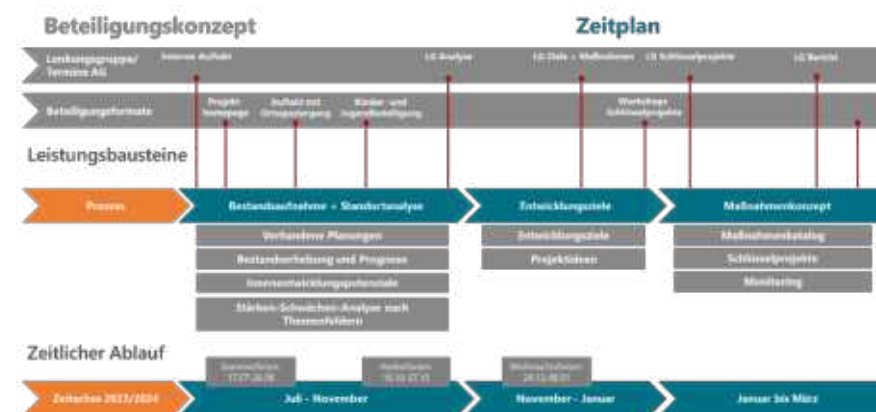 Beteiligungskonzept
Zeitplan
Lenkungsgruppe/
Termine AG
Interner Auftakt
LG Analyse
LG Ziele + Maßnahmen
LG Schlüsselprojekte
LG Bericht
Beteiligungsformate
Projekt-
homepage
Auftakt mit
Ortsspaziergang
Kinder- und
Jugendbeteiligung
Workshops
Schlüsselprojekte
Leistungsbausteine
Prozess
Bestandsaufnahme + Standortanalyse
Entwicklungsziele
Maßnahmenkonzept
Vorhandene Planungen
Entwicklungsziele
Maßnahmenkatalog
Bestandserhebung und Prognose
Projektideen
Schlüsselprojekte
Innenentwicklungspotenziale
Monitoring
Stärken-Schwächen-Analyse nach
Themenfeldern
Zeitlicher Ablauf
Sommerferien
Herbstferien
Weihnachtsferien
Zeitachse 2023/2024
Juli - November
November - Januar
Januar bis März